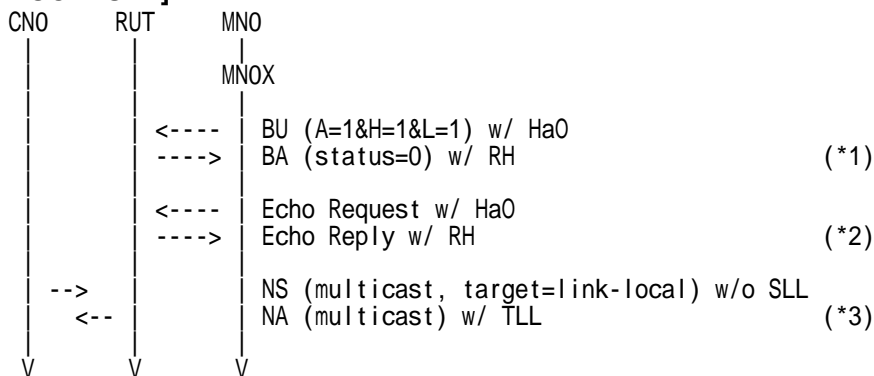 CN0 RUT MN0
| | |
| | MN0X
| | |
| | <---- | BU (A=1&H=1&L=1) w/ HaO
| | ----> | BA (status=0) w/ RH (*1)
| | |
| | <---- | Echo Request w/ HaO
| | ----> | Echo Reply w/ RH (*2)
| | |
| --> | | NS (multicast, target=link-local) w/o SLL
| <-- | | NA (multicast) w/ TLL (*3)
| | |
V V V